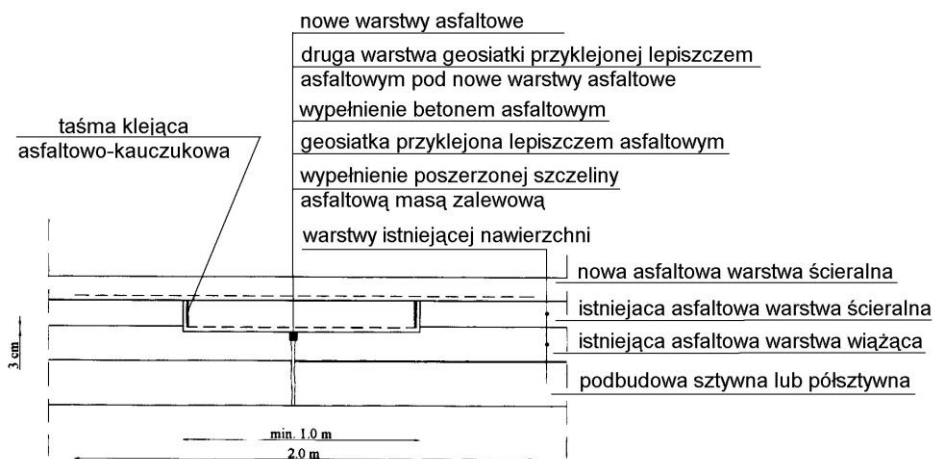 nowe warstwy asfaltowe
druga warstwa geosiatki przyklejonej lepiszczem
asfaltowym pod nowe warstwy asfaltowe
wypełnienie betonem asfaltowym
taśma klejąca
asfaltowo-kauczukowa
geosiatka przyklejona lepiszczem asfaltowym
wypełnienie poszerzonej szczeliny
asfaltową masą zalewową
warstwy istniejącej nawierzchni
nowa asfaltowa warstwa ścieralna
istniejaca asfaltowa warstwa ścieralna
istniejąca asfaltowa warstwa wiążąca
podbudowa sztywna lub półsztywna
3 cm
min. 1.0 m
2.0 m